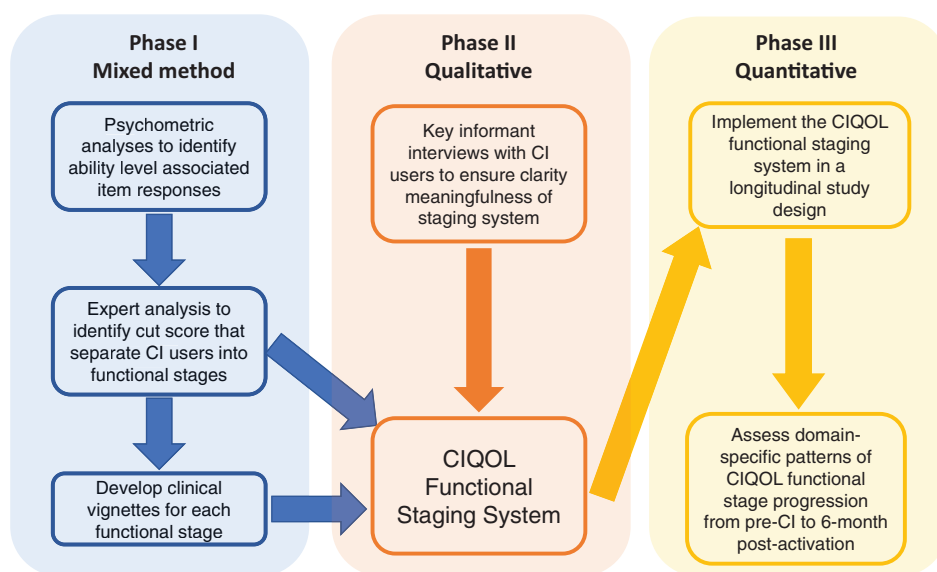 Phase I
Mixed method
Psychometric
analyses to identify
ability level associated
item responses
Expert analysis to
identify cut score that
separate CI users into
functional stages
Develop clinical
vignettes for each
functional stage
Phase II
Qualitative
Key informant
interviews with CI
users to ensure clarity
meaningfulness of
staging system
CIQOL
Functional
Staging System
Phase III
Quantitative
Implement the CIQOL
functional staging
system in a
longitudinal study
design
Assess domain-
specific patterns of
CIQOL functional
stage progression
from pre-CI to 6-month
post-activation